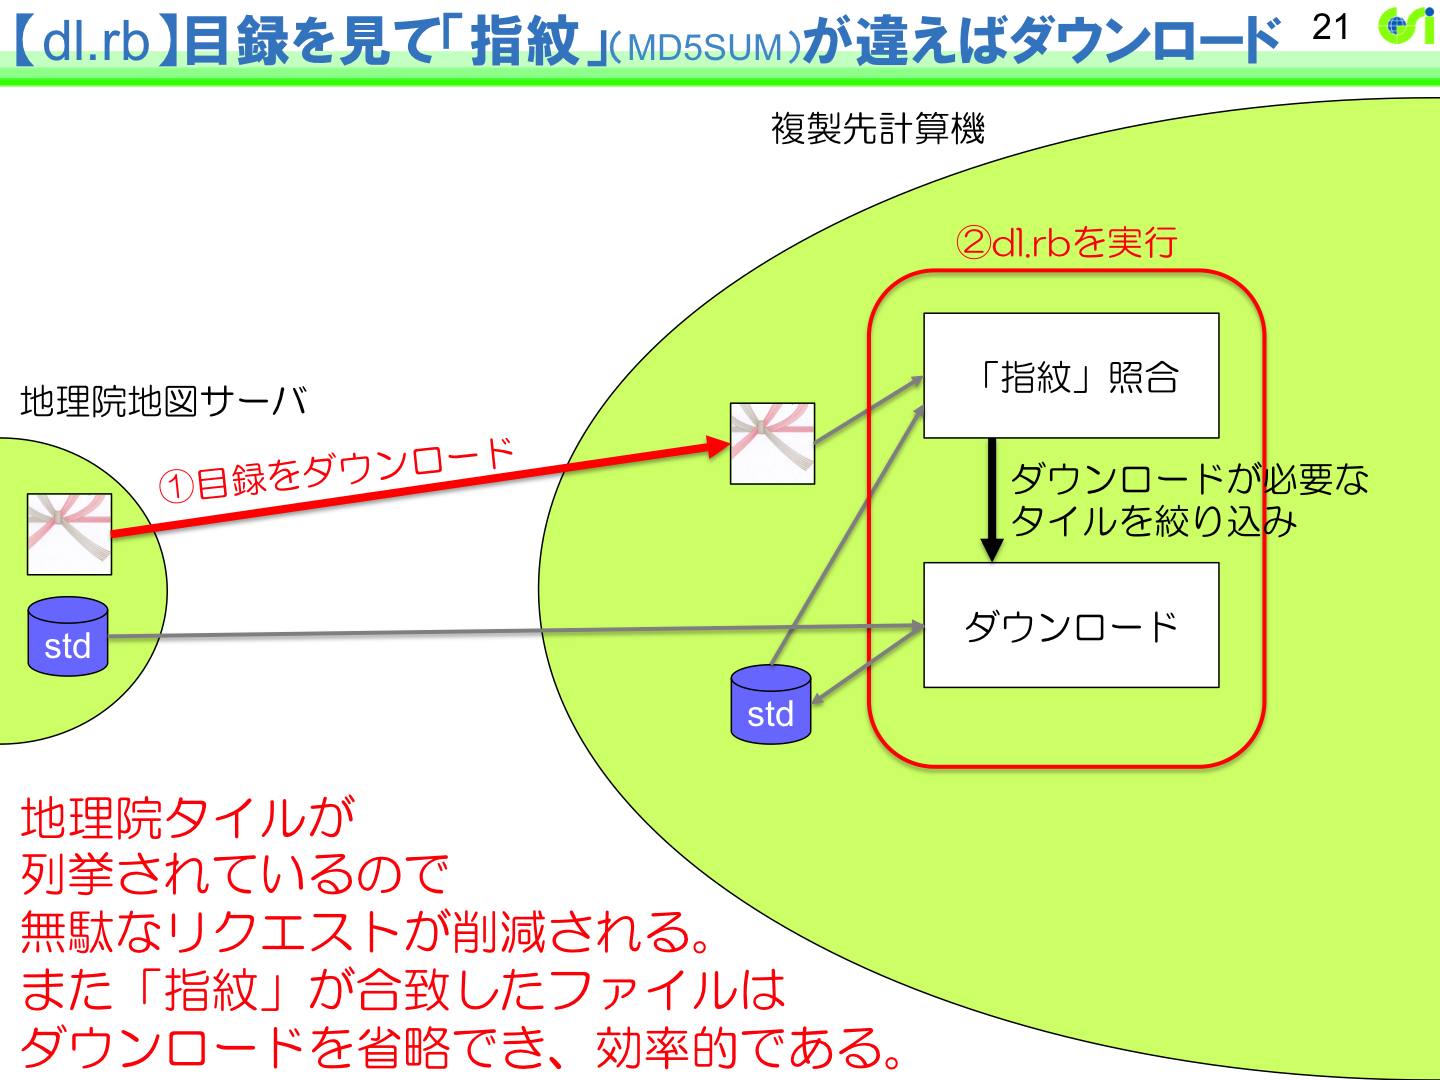 【dl.rb】目録を見て「指紋」(MD5SUM)が違えばダウンロード
21
複製先計算機
②dl.rbを実行
「指紋」照合
地理院地図サーバ
①目録をダウンロード
ダウンロードが必要な
タイルを絞り込み
ダウンロード
std
std
地理院タイルが
列挙されているので
無駄なリクエストが削減される。
また「指紋」が合致したファイルは
ダウンロードを省略でき、効率的である。